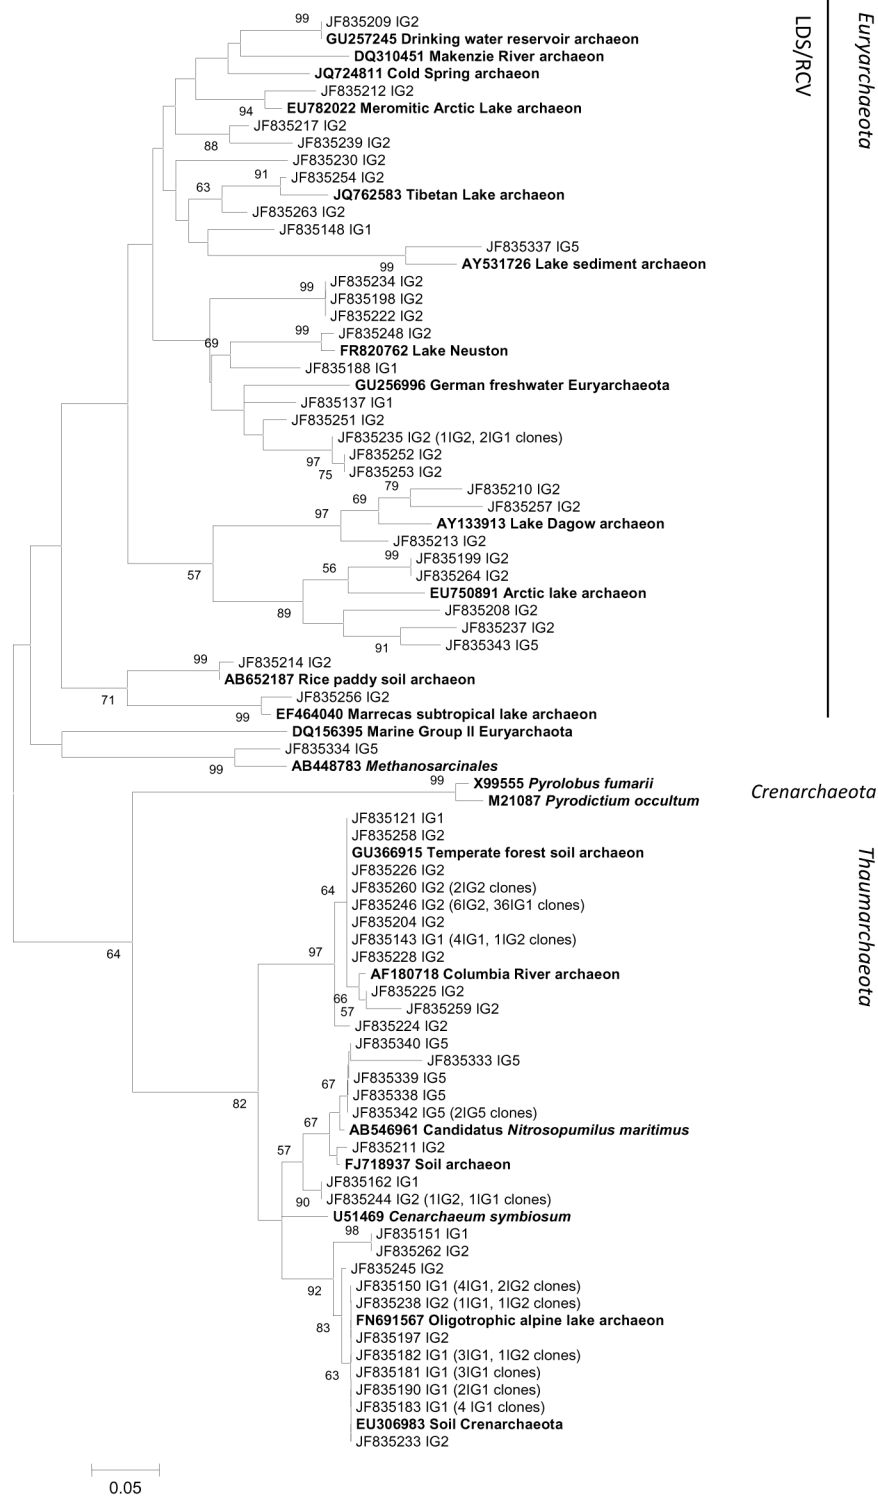 99
JF835209 IG2
GU257245 Drinking water reservoir archaeon
DQ310451 Makenzie River archaeon
JQ724811 Cold Spring archaeon
JF835212 IG2
94
EU782022 Meromitic Arctic Lake archaeon
JF835217 IG2
88
JF835239 IG2
JF835230 IG2
91
JF835254 IG2
63
JQ762583 Tibetan Lake archaeon
JF835263 IG2
JF835148 IG1
JF835337 IG5
99
AY531726 Lake sediment archaeon
JF835234 IG2
99
JF835198 IG2
JF835222 IG2
99
JF835248 IG2
69
FR820762 Lake Neuston
JF835188 IG1
GU256996 German freshwater Euryarchaeota
JF835137 IG1
JF835251 IG2
JF835235 IG2 (1IG2, 2IG1 clones)
97
JF835252 IG2
75
JF835253 IG2
79
JF835210 IG2
69
JF835257 IG2
97
AY133913 Lake Dagow archaeon
JF835213 IG2
99
JF835199 IG2
56
JF835264 IG2
57
EU750891 Arctic lake archaeon
89
JF835208 IG2
JF835237 IG2
91
JF835343 IG5
99
JF835214 IG2
AB652187 Rice paddy soil archaeon
71
JF835256 IG2
99
EF464040 Marrecas subtropical lake archaeon
DQ156395 Marine Group II Euryarchaota
JF835334 IG5
99
AB448783 Methanosarcinales
99
X99555 Pyrolobus fumarii
M21087 Pyrodictium occultum
JF835121 IG1
JF835258 IG2
GU366915 Temperate forest soil archaeon
JF835226 IG2
64
JF835260 IG2 (2IG2 clones)
JF835246 IG2 (6IG2, 36IG1 clones)
JF835204 IG2
JF835143 IG1 (4IG1, 1IG2 clones)
64
97
JF835228 IG2
AF180718 Columbia River archaeon
66
JF835225 IG2
57
JF835259 IG2
JF835224 IG2
JF835340 IG5
JF835333 IG5
67
JF835339 IG5
82
JF835338 IG5
JF835342 IG5 (2IG5 clones)
67
AB546961 Candidatus Nitrosopumilus maritimus
57
JF835211 IG2
FJ718937 Soil archaeon
JF835162 IG1
90
JF835244 IG2 (1IG2, 1IG1 clones)
U51469 Cenarchaeum symbiosum
98
JF835151 IG1
JF835262 IG2
JF835245 IG2
92
JF835150 IG1 (4IG1, 2IG2 clones)
JF835238 IG2 (1IG1, 1IG2 clones)
83
FN691567 Oligotrophic alpine lake archaeon
JF835197 IG2
JF835182 IG1 (3IG1, 1IG2 clones)
63
JF835181 IG1 (3IG1 clones)
JF835190 IG1 (2IG1 clones)
JF835183 IG1 (4 IG1 clones)
EU306983 Soil Crenarchaeota
JF835233 IG2
0.05
LDS/RCV
Euryarchaeota
Crenarchaeota
Thaumarchaeota